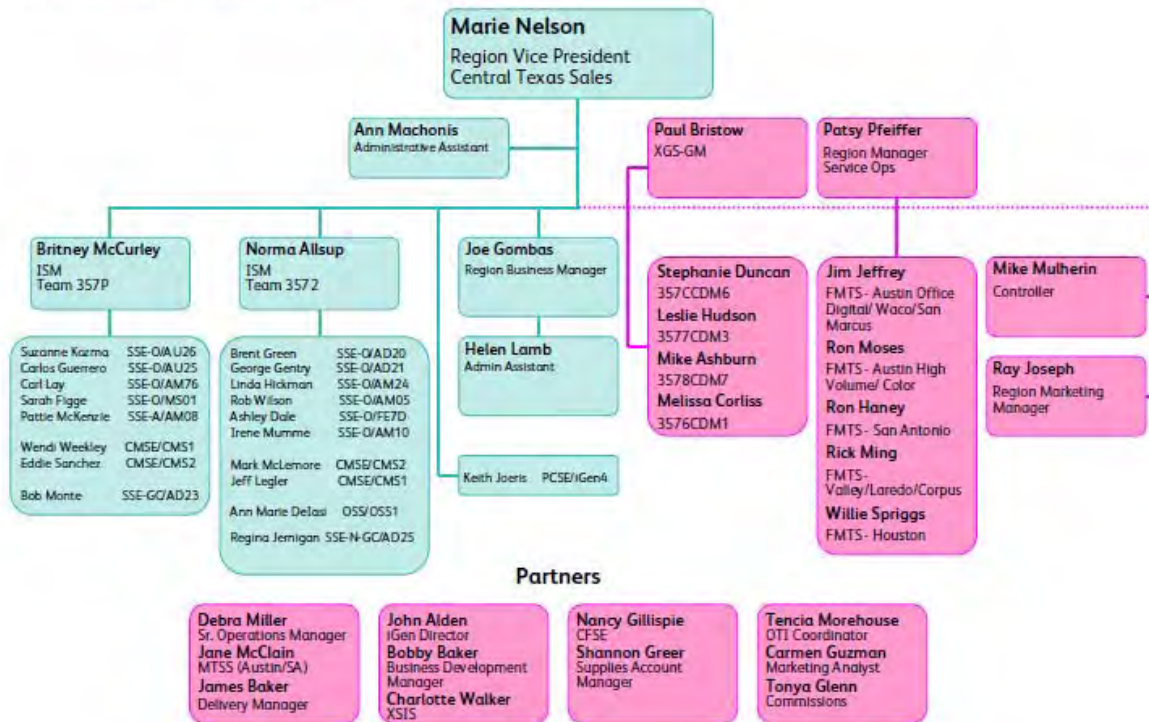 Marie Nelson
Region Vice President
Central Texas Sales
Ann Machonis
Administrative Assistant
Paul Bristow
XGS-GM
Patsy Pfeiffer
Region Manager
Service Ops
Britney McCurley
ISM
Team 357P
Norma Allsup
ISM
Team 3572
Joe Gombas
Region Business Manager
Helen Lamb
Admin Assistant
Keith Joeris PCSE/iGen4
Suzanne Kazma SSE-O/AU26
Carlos Guerrero SSE-O/AU25
Carl Lay SSE-O/AM76
Sarah Figge SSE-O/MS01
Pattie McKenzie SSE-A/AM08
Wendi Weekley CMSE/CMS1
Eddie Sanchez CMSE/CMS2
Bob Monte SSE-GC/AD23
Brent Green SSE-O/AD20
George Gentry SSE-O/AD21
Linda Hickman SSE-O/AM24
Rob Wilson SSE-O/AM05
Ashley Dale SSE-O/FE7D
Irene Mumme SSE-O/AM10
Mark McLemore CMSE/CMS2
Jeff Legler CMSE/CMS1
Ann Marie DeIasi OSS/OSS1
Regina Jernigan SSE-N-GC/AD25
Stephanie Duncan
357CCDM6
Leslie Hudson
3577CDM3
Mike Ashburn
3578CDM7
Melissa Corliss
3576CDM1
Jim Jeffrey
FMTS - Austin Office
Digital/ Waco/San
Marcus
Ron Moses
FMTS - Austin High
Volume/ Color
Ron Haney
FMTS - San Antonio
Rick Ming
FMTS-
Valley/Laredo/Corpus
Willie Spriggs
FMTS - Houston
Mike Mulherin
Controller
Ray Joseph
Region Marketing
Manager
Partners
Debra Miller
Sr. Operations Manager
Jane McClain
MTSS (Austin/SA)
James Baker
Delivery Manager
John Alden
iGen Director
Bobby Baker
Business Development
Manager
Charlotte Walker
XSIS
Nancy Gillispie
CFSE
Shannon Greer
Supplies Account
Manager
Tencia Morehouse
OTI Coordinator
Carmen Guzman
Marketing Analyst
Tonya Glenn
Commissions